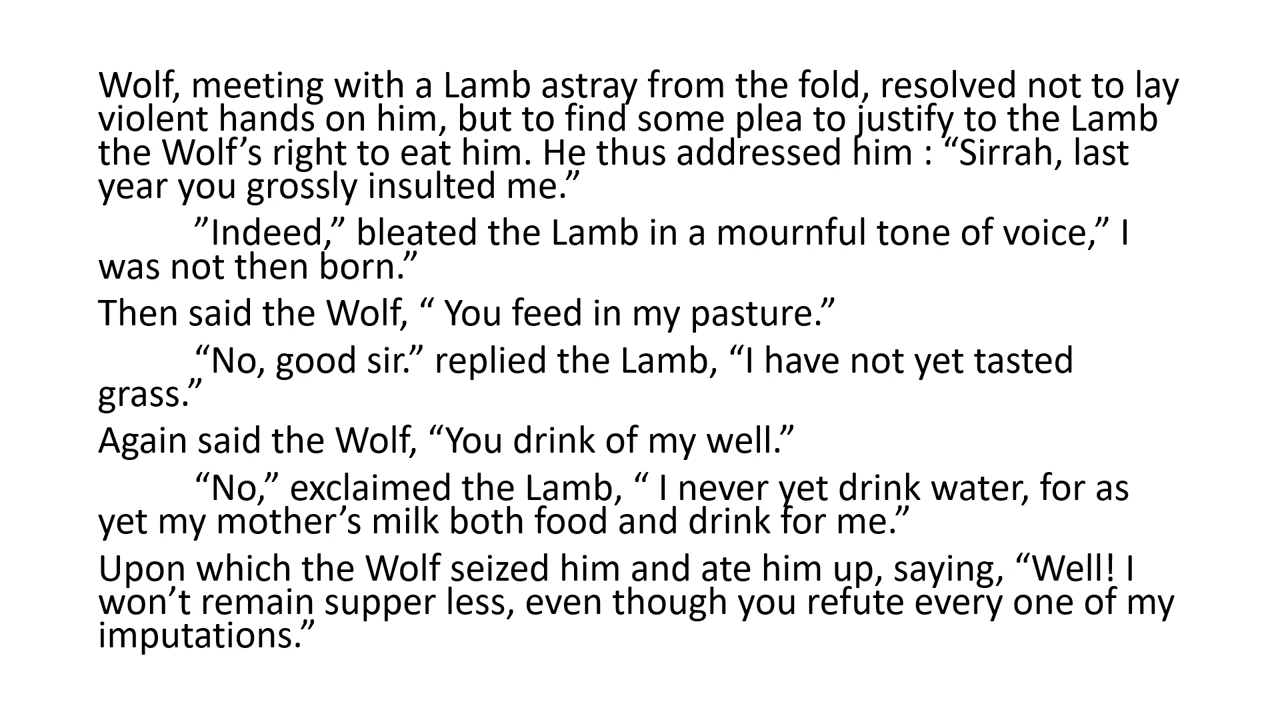 Wolf, meeting with a Lamb astray from the fold, resolved not to lay
violent hands on him, but to find some plea to justify to the Lamb
the Wolf’s right to eat him. He thus addressed him : “Sirrah, last
year you grossly insulted me.”
”Indeed,” bleated the Lamb in a mournful tone of voice,” I
was not then born.”
Then said the Wolf, “ You feed in my pasture.”
“No, good sir.” replied the Lamb, “I have not yet tasted
grass.”
Again said the Wolf, “You drink of my well.”
“No,” exclaimed the Lamb, “ I never yet drink water, for as
yet my mother’s milk both food and drink for me.”
Upon which the Wolf seized him and ate him up, saying, “Well! I
won’t remain supper less, even though you refute every one of my
imputations.”